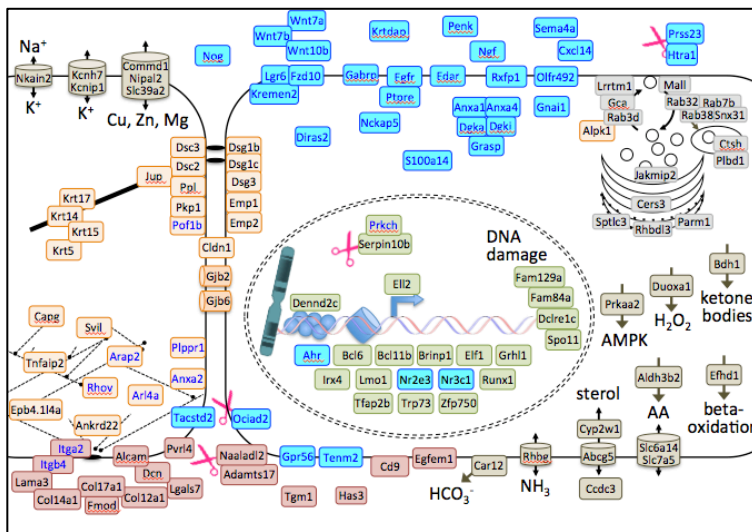 Wnt7a
Wnt7b
Wnt10b
Nog
Krtdap
Penk
Ngf
Sema4a
Cxcl14
Prss23
Htra1
Na+
Nkain2
K+
Kcnh7
Kcnip1
K+
Commd1
Nipal2
Slc39a2
Cu, Zn, Mg
Lgr6
Fzd10
Kremen2
Gabrp
Egfr
Ptpre
Edar
Rxfp1
Olfr492
Nckap5
Anxa1
Anxa4
Dgka
Dgki
Grasp
Gnai1
Diras2
S100a14
Lrrtm1
Gca
Rab3d
Alpk1
Mall
Rab32
Rab7b
Rab38
Snx31
Ctsh
Plbd1
Jakmip2
Cers3
Sptlc3
Rhbdl3
Parm1
Dsc3
Dsg1b
Dsc2
Dsg1c
Jup
Ppl
Dsg3
Pkp1
Emp1
Pof1b
Emp2
Krt17
Krt14
Krt15
Krt5
Cldn1
Gjb2
Gjb6
Prkch
Serpin10b
DNA
damage
Ell2
Dennd2c
Fam129a
Fam84a
Dclre1c
Spo11
Ahr
Bcl6
Bcl11b
Brinp1
Elf1
Grhl1
Irx4
Lmo1
Nr2e3
Nr3c1
Runx1
Tfap2b
Trp73
Zfp750
Bdh1
ketone
bodies
Duoxa1
H2O2
Prkaa2
AMPK
Aldh3b2
AA
Efhd1
beta-
oxidation
sterol
Cyp2w1
Abcg5
Ccdc3
Slc6a14
Slc7a5
Capg
Svil
Tnfaip2
Arap2
Rhov
Arl4a
Epb4.1l4a
Ankrd22
Plppr1
Anxa2
Tacstd2
Ociad2
Itga2
Itgb4
Alcam
Pvrl4
Lama3
Dcn
Col17a1
Lgals7
Col14a1
Fmod
Col12a1
Naaladl2
Adamts17
Gpr56
Tenm2
Cd9
Egfem1
Tgm1
Has3
Car12
HCO3-
Rhbg
NH3